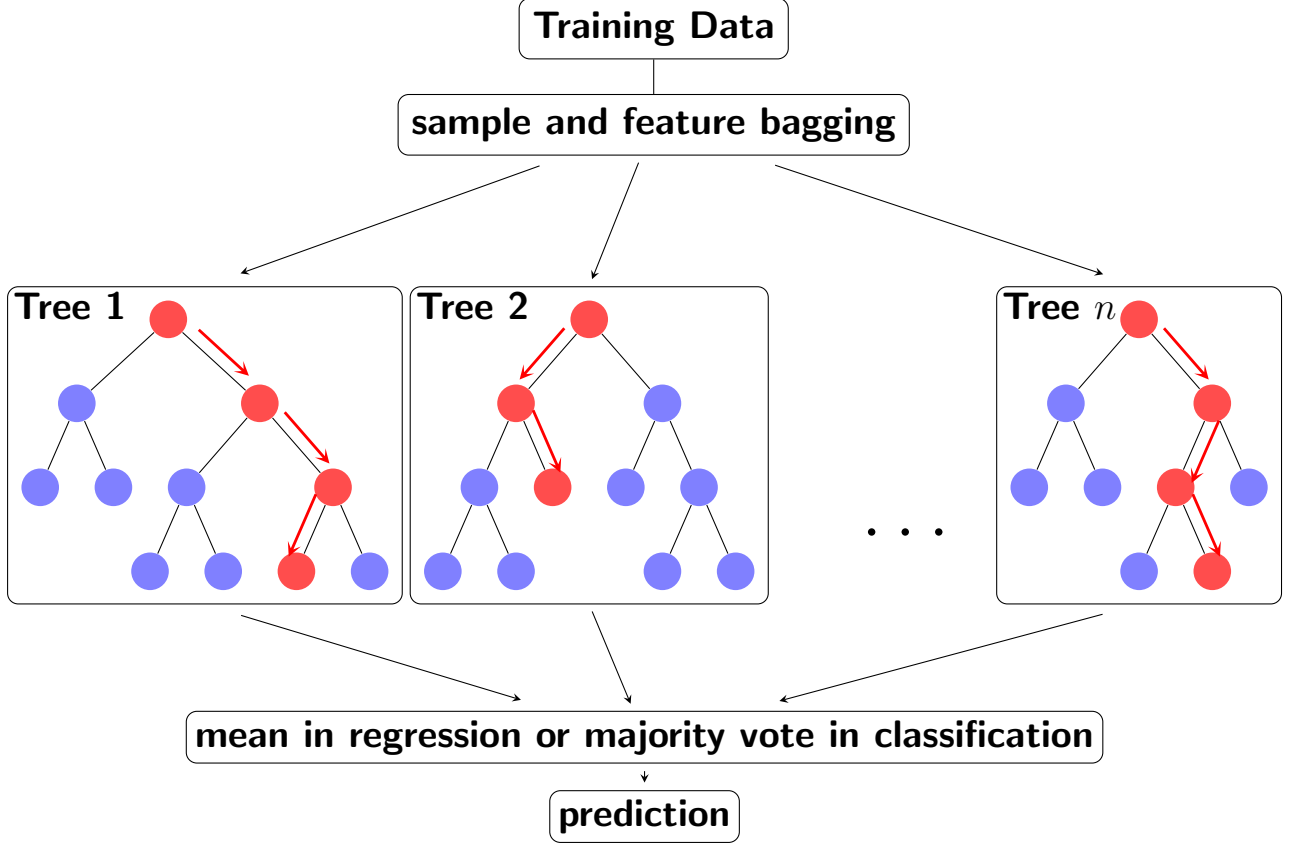 Training Data
sample and feature bagging
Tree 1
Tree 2
Tree n
. . .
mean in regression or majority vote in classification
prediction